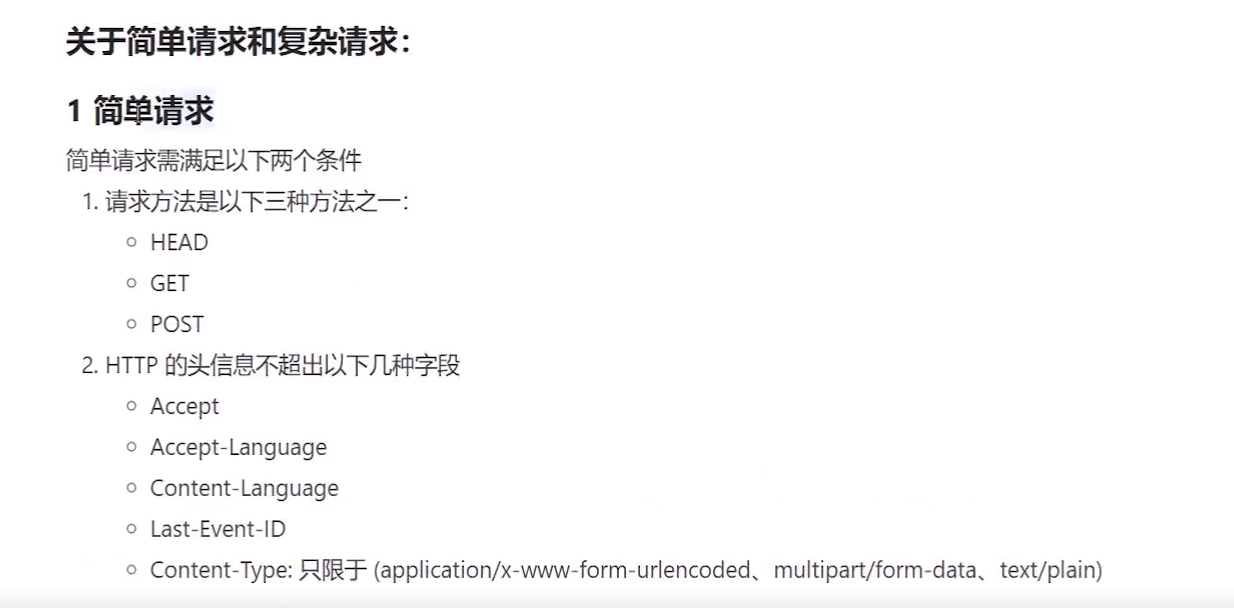 关于简单请求和复杂请求：
1 简单请求
简单请求需满足以下两个条件
1. 请求方法是以下三种方法之一：
○ HEAD
○ GET
○ POST
2. HTTP 的头信息不超出以下几种字段
○ Accept
○ Accept-Language
○ Content-Language
○ Last-Event-ID
○ Content-Type: 只限于 (application/x-www-form-urlencoded、multipart/form-data、text/plain)